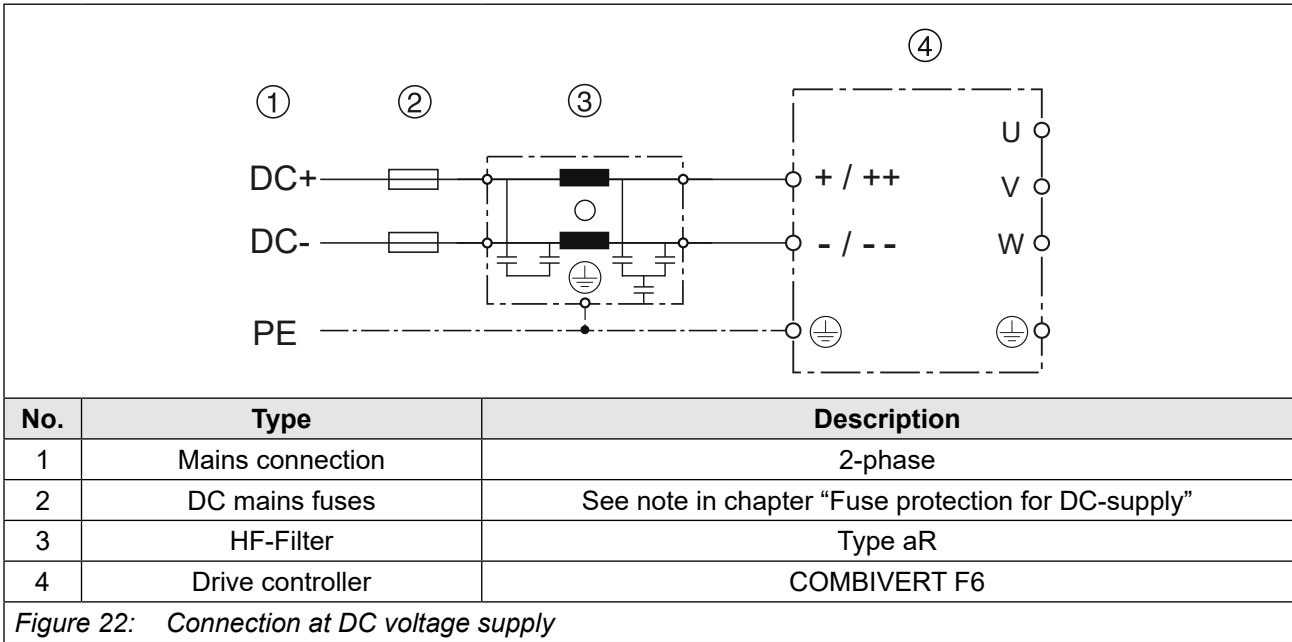 ① ② ③ ④
DC+
DC-
PE
+ / ++
- / - -
U
V
W
No. Type Description
1 Mains connection 2-phase
2 DC mains fuses See note in chapter “Fuse protection for DC-supply”
3 HF-Filter Type aR
4 Drive controller COMBIVERT F6
Figure 22: Connection at DC voltage supply